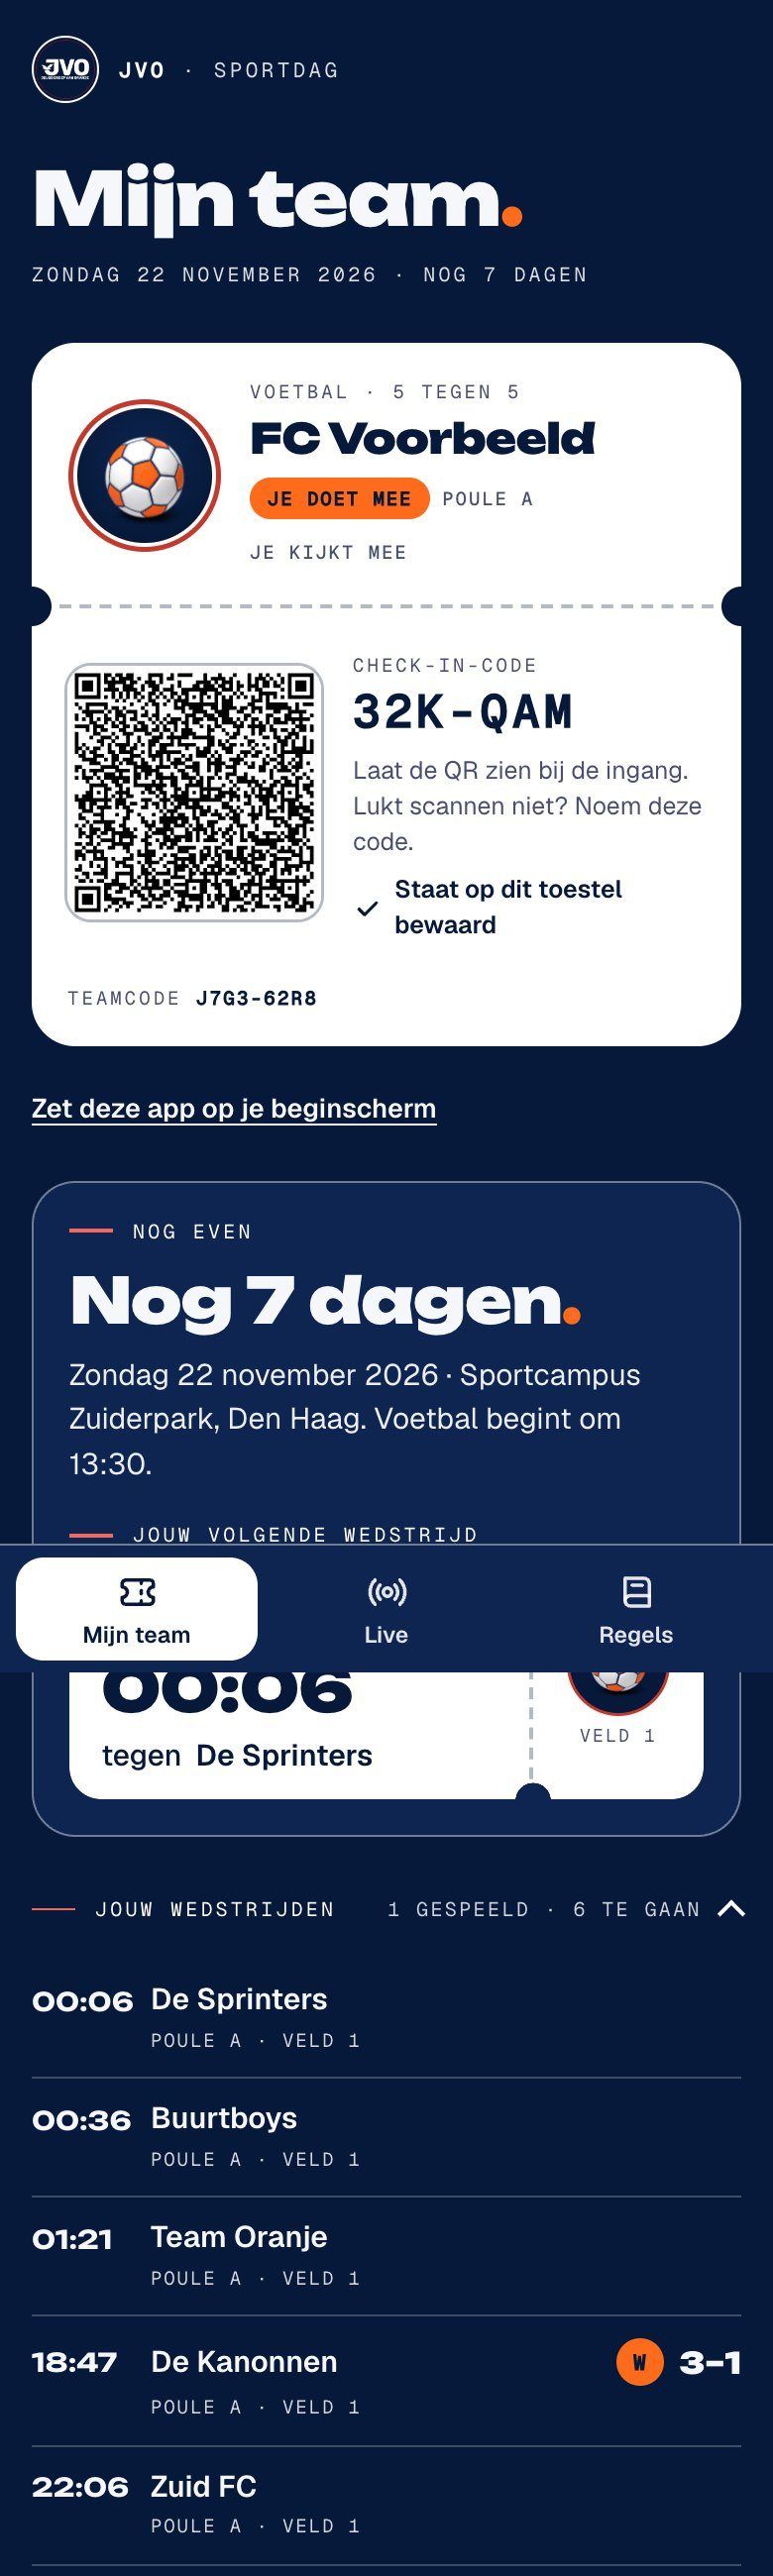 JVO
JVO · SPORTDAG
Mijn team.
ZONDAG 22 NOVEMBER 2026 · NOG 7 DAGEN
VOETBAL · 5 TEGEN 5
FC Voorbeeld
JE DOET MEE POULE A
JE KIJKT MEE
CHECK-IN-CODE
32K-QAM
Laat de QR zien bij de ingang.
Lukt scannen niet? Noem deze
code.
Staat op dit toestel
bewaard
TEAMCODE J7G3-62R8
Zet deze app op je beginscherm
NOG EVEN
Nog 7 dagen.
Zondag 22 november 2026 · Sportcampus
Zuiderpark, Den Haag. Voetbal begint om
13:30.
JOUW VOLGENDE WEDSTRIJD
Mijn team Live Regels
00:06
VELD 1
tegen De Sprinters
JOUW WEDSTRIJDEN 1 GESPEELD · 6 TE GAAN
00:06 De Sprinters
POULE A · VELD 1
00:36 Buurtboys
POULE A · VELD 1
01:21 Team Oranje
POULE A · VELD 1
18:47 De Kanonnen W 3–1
POULE A · VELD 1
22:06 Zuid FC
POULE A · VELD 1